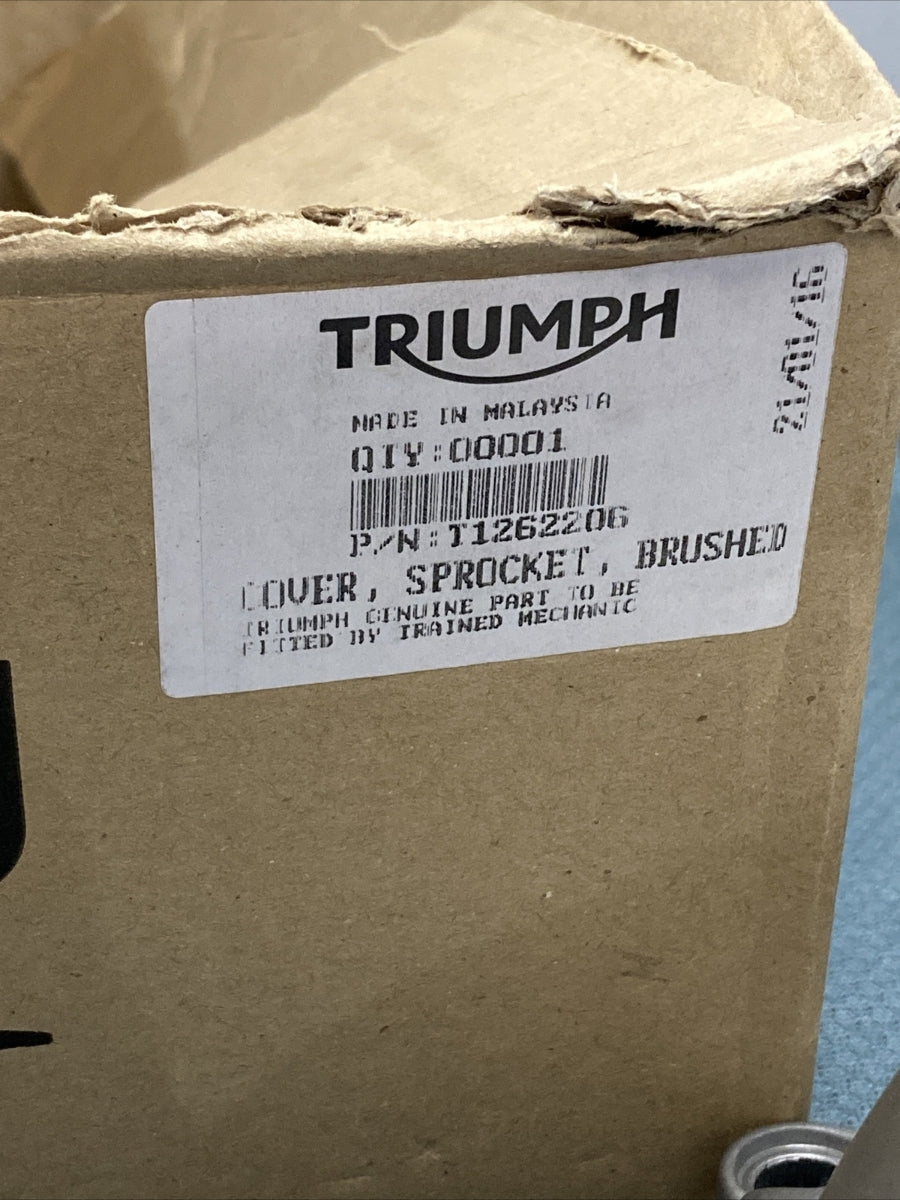 TRIUMPH
MADE IN MALAYSIA
QTY:00001
P/N:T1262206
COVER, SPROCKET, BRUSHED
TRIUMPH GENUINE PART TO BE
FITTED BY TRAINED MECHANIC
21/01/16